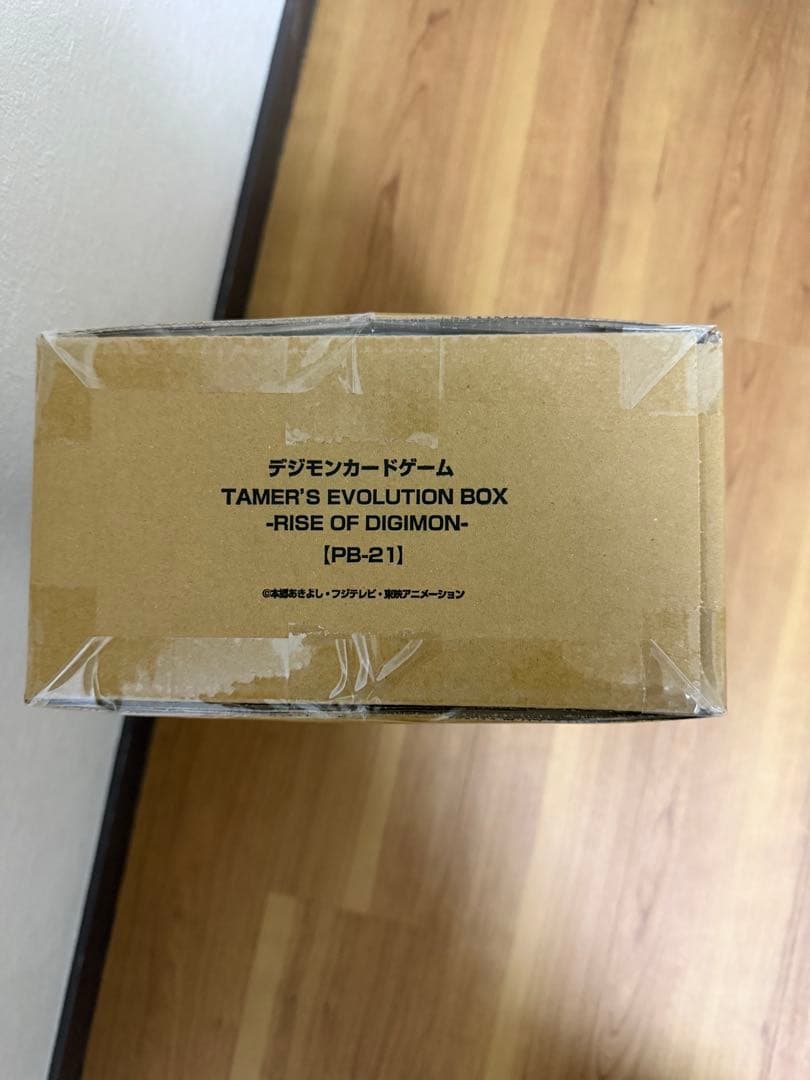 デジモンカードゲーム
TAMER'S EVOLUTION BOX
-RISE OF DIGIMON-
【PB-21】
©本郷あきよし・フジテレビ・東映アニメーション